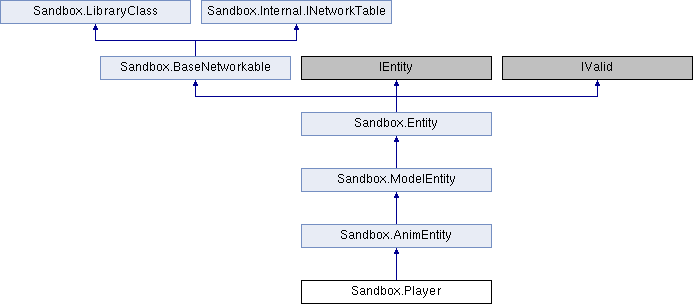 Sandbox.LibraryClass
Sandbox.Internal.INetworkTable
Sandbox.BaseNetworkable
IEntity
IValid
Sandbox.Entity
Sandbox.ModelEntity
Sandbox.AnimEntity
Sandbox.Player